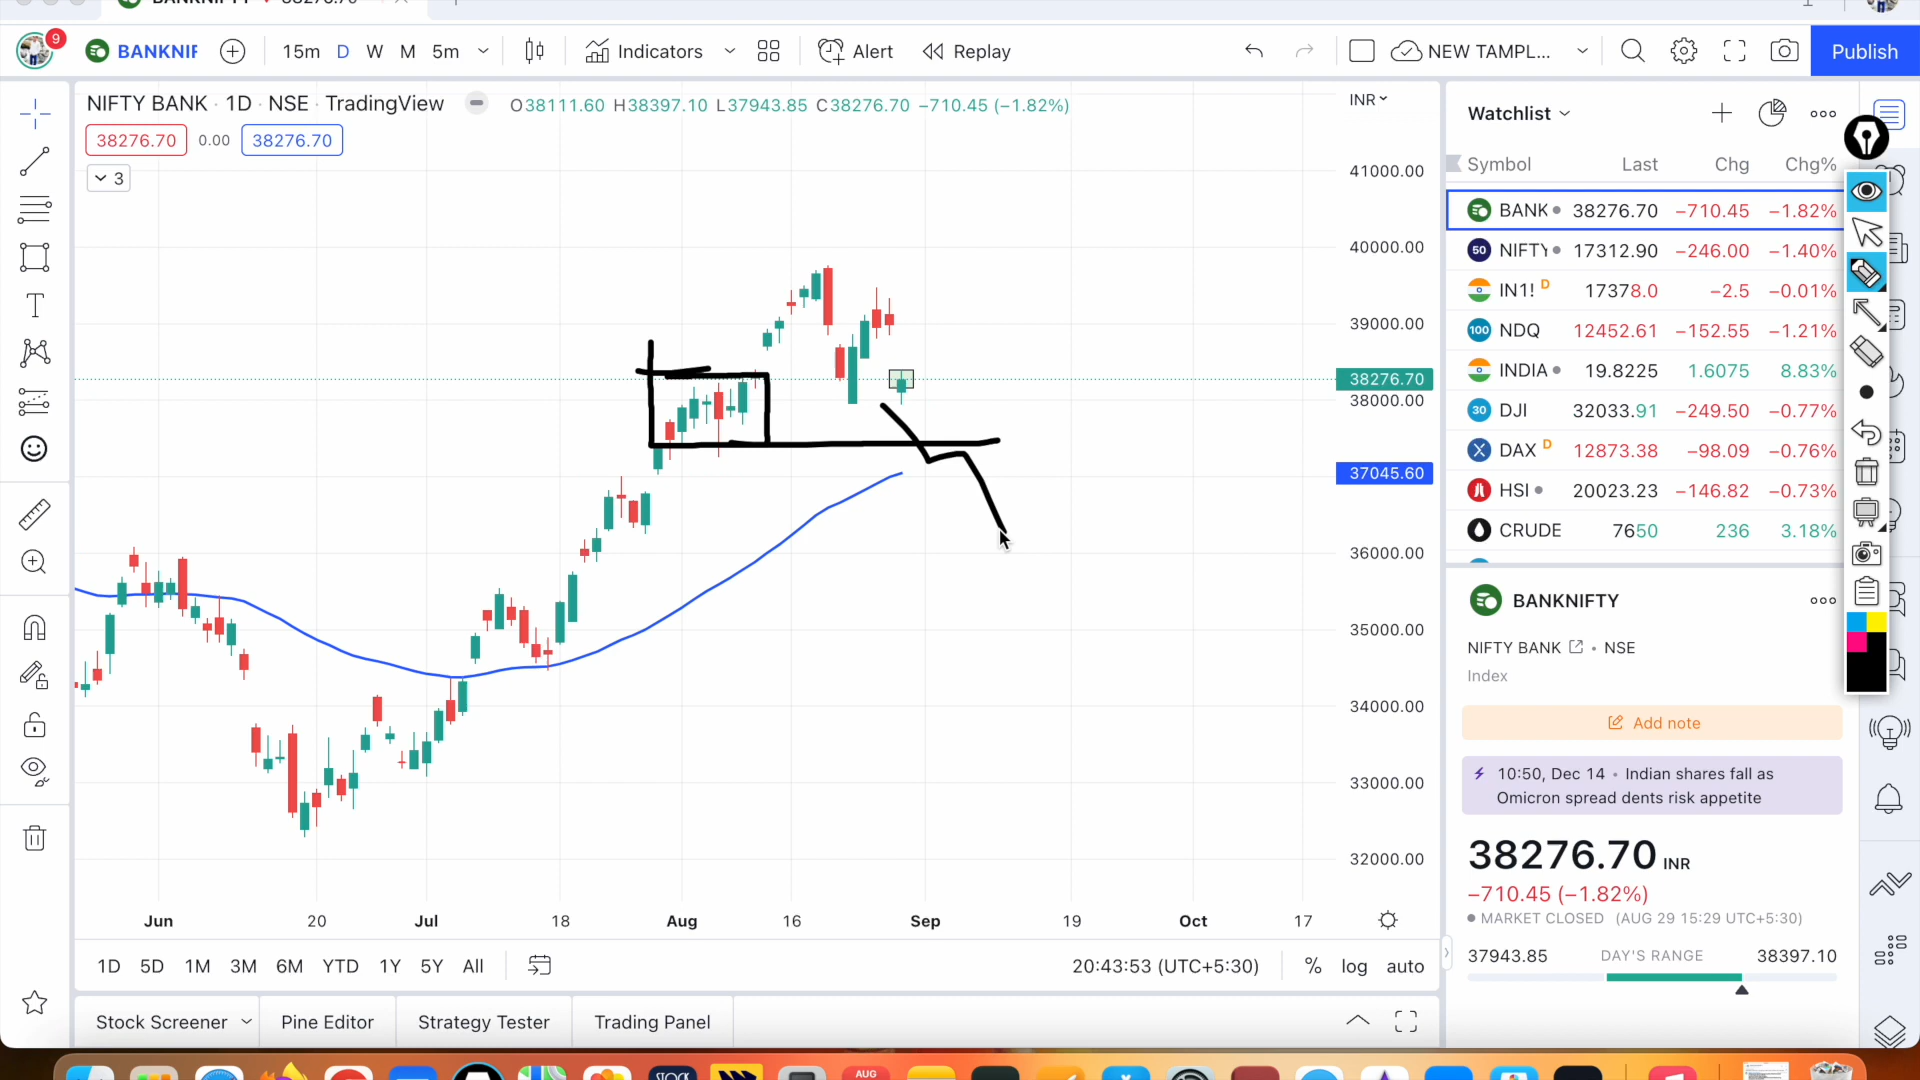 9
BANKNIF
15m D W M 5m
Indicators
Alert
Replay
NEW TAMPL...
Publish
NIFTY BANK · 1D · NSE · TradingView
O38111.60 H38397.10 L37943.85 C38276.70 −710.45 (−1.82%)
38276.70 0.00 38276.70
3
INR
41000.00
40000.00
39000.00
38276.70
38000.00
37045.60
36000.00
35000.00
34000.00
33000.00
32000.00
Jun 20 Jul 18 Aug 16 Sep 19 Oct 17
1D 5D 1M 3M 6M YTD 1Y 5Y All
20:43:53 (UTC+5:30) % log auto
Stock Screener Pine Editor Strategy Tester Trading Panel
Watchlist
Symbol Last Chg Chg%
BANK 38276.70 −710.45 −1.82%
50 NIFTY 17312.90 −246.00 −1.40%
IN1! D 17378.0 −2.5 −0.01%
100 NDQ 12452.61 −152.55 −1.21%
INDIA 19.8225 1.6075 8.83%
30 DJI 32033.91 −249.50 −0.77%
DAX D 12873.38 −98.09 −0.76%
HSI 20023.23 −146.82 −0.73%
CRUDE 7650 236 3.18%
BANKNIFTY
NIFTY BANK • NSE
Index
Add note
10:50, Dec 14 • Indian shares fall as
Omicron spread dents risk appetite
38276.70 INR
−710.45 (−1.82%)
MARKET CLOSED (AUG 29 15:29 UTC+5:30)
37943.85 DAY'S RANGE 38397.10
STOCK
AUG